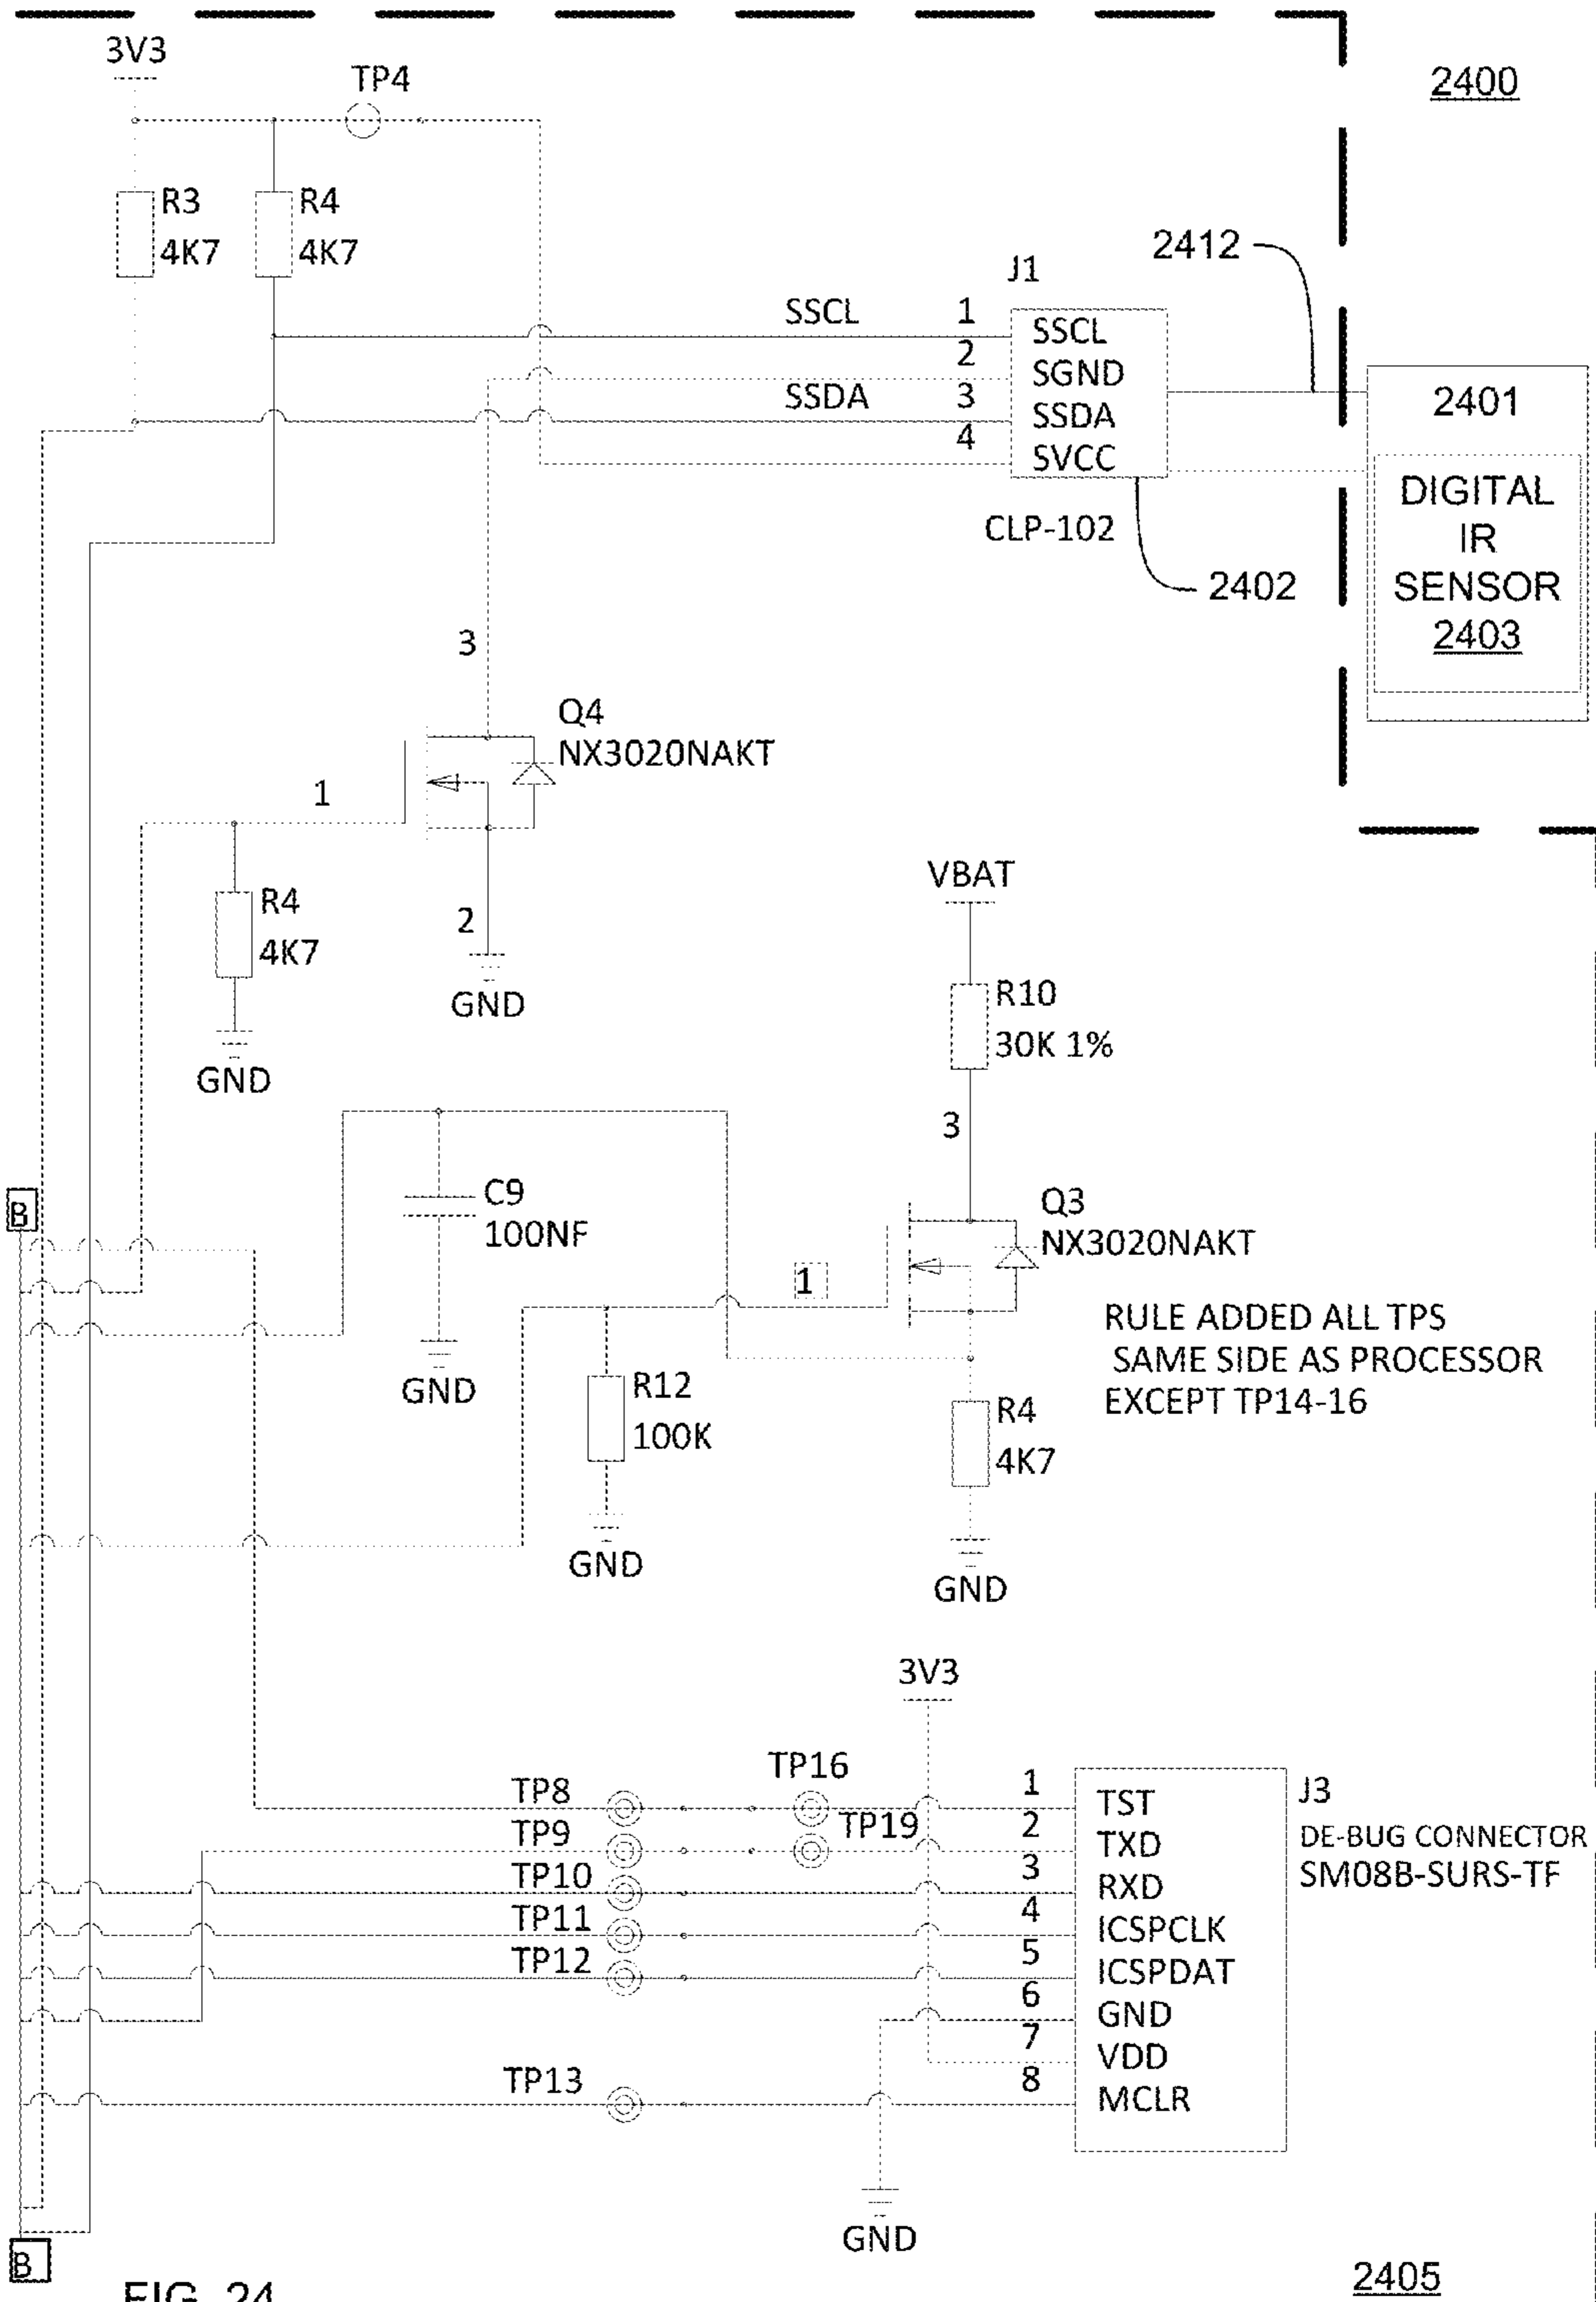 3V3
TP4
2400
R3
4K7
R4
4K7
2412
J1
SSCL
1
SSCL
2
SGND
SSDA
3
SSDA
4
SVCC
2401
DIGITAL
IR
SENSOR
2403
CLP-102
2402
3
Q4
NX3020NAKT
1
R4
4K7
2
GND
GND
VBAT
R10
30K 1%
3
B
C9
100NF
Q3
NX3020NAKT
1
RULE ADDED ALL TPS
SAME SIDE AS PROCESSOR
EXCEPT TP14-16
GND
R12
100K
R4
4K7
GND
GND
3V3
TP8
TP16
1
TST
J3
TP9
TP19
2
TXD
DE-BUG CONNECTOR
TP10
3
RXD
SM08B-SURS-TF
TP11
4
ICSPCLK
TP12
5
ICSPDAT
6
GND
7
VDD
TP13
8
MCLR
GND
B
FIG. 24
2405